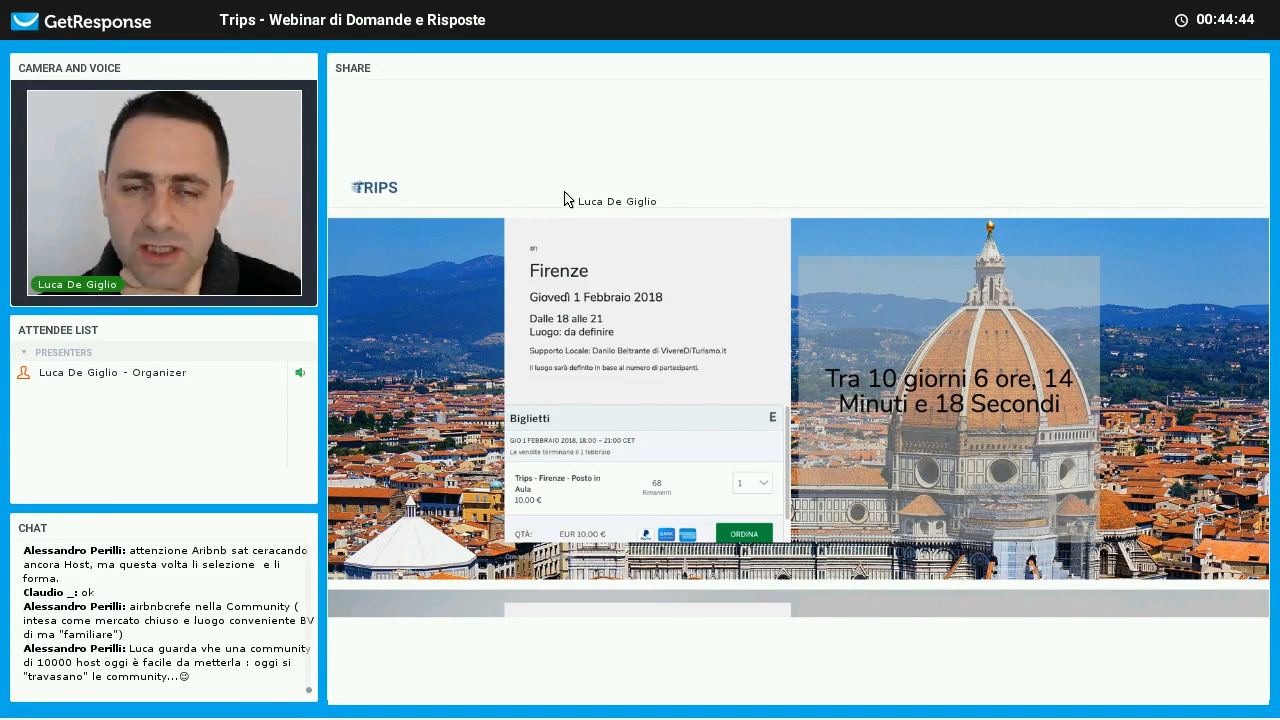 GetResponse
Trips - Webinar di Domande e Risposte
00:44:44
CAMERA AND VOICE
Luca De Giglio
ATTENDEE LIST
PRESENTERS
Luca De Giglio - Organizer
CHAT
Alessandro Perilli: attenzione Aribnb sat ceracando
ancora Host, ma questa volta li selezione e li
forma.
Claudio _: ok
Alessandro Perilli: airbnbcrefe nella Community (
intesa come mercato chiuso e luogo conveniente BV
di ma "familiare")
Alessandro Perilli: Luca guarda vhe una community
di 10000 host oggi è facile da metterla : oggi si
"travasano" le community...😉
SHARE
TRIPS
Luca De Giglio
#1
Firenze
Giovedì 1 Febbraio 2018
Dalle 18 alle 21
Luogo: da definire
Supporto Locale: Danilo Beltrante di VivereDiTurismo.it
Il luogo sarà definito in base al numero di partecipanti.
Biglietti
E
GIO 1 FEBBRAIO 2018, 18:00 – 21:00 CET
Le vendite terminano il 1 febbraio
Trips - Firenze - Posto in
Aula
10,00 €
68
Rimanenti
1
QTÀ:
EUR 10,00 €
BANK
ORDINA
Tra 10 giorni 6 ore, 14
Minuti e 18 Secondi